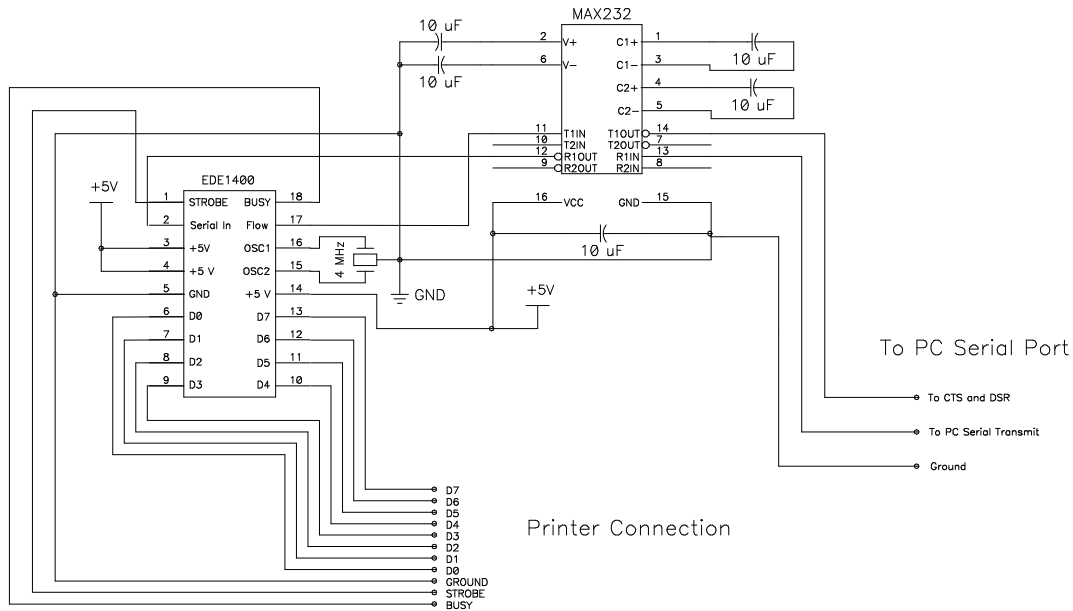 MAX232
10 uF
2 V+ C1+ 1
10 uF
6 V- C1- 3
10 uF
C2+ 4
10 uF
C2- 5
11 T1IN T1OUT 14
10 T2IN T2OUT 7
12 R1OUT R1IN 13
9 R2OUT R2IN 8
16 VCC GND 15
10 uF
+5V
EDE1400
1 STROBE BUSY 18
2 Serial In Flow 17
3 +5V OSC1 16
4 +5 V OSC2 15
5 GND +5 V 14
6 D0 D7 13
7 D1 D6 12
8 D2 D5 11
9 D3 D4 10
4 MHz
GND
+5V
To PC Serial Port
To CTS and DSR
To PC Serial Transmit
Ground
Printer Connection
D7
D6
D5
D4
D3
D2
D1
D0
GROUND
STROBE
BUSY